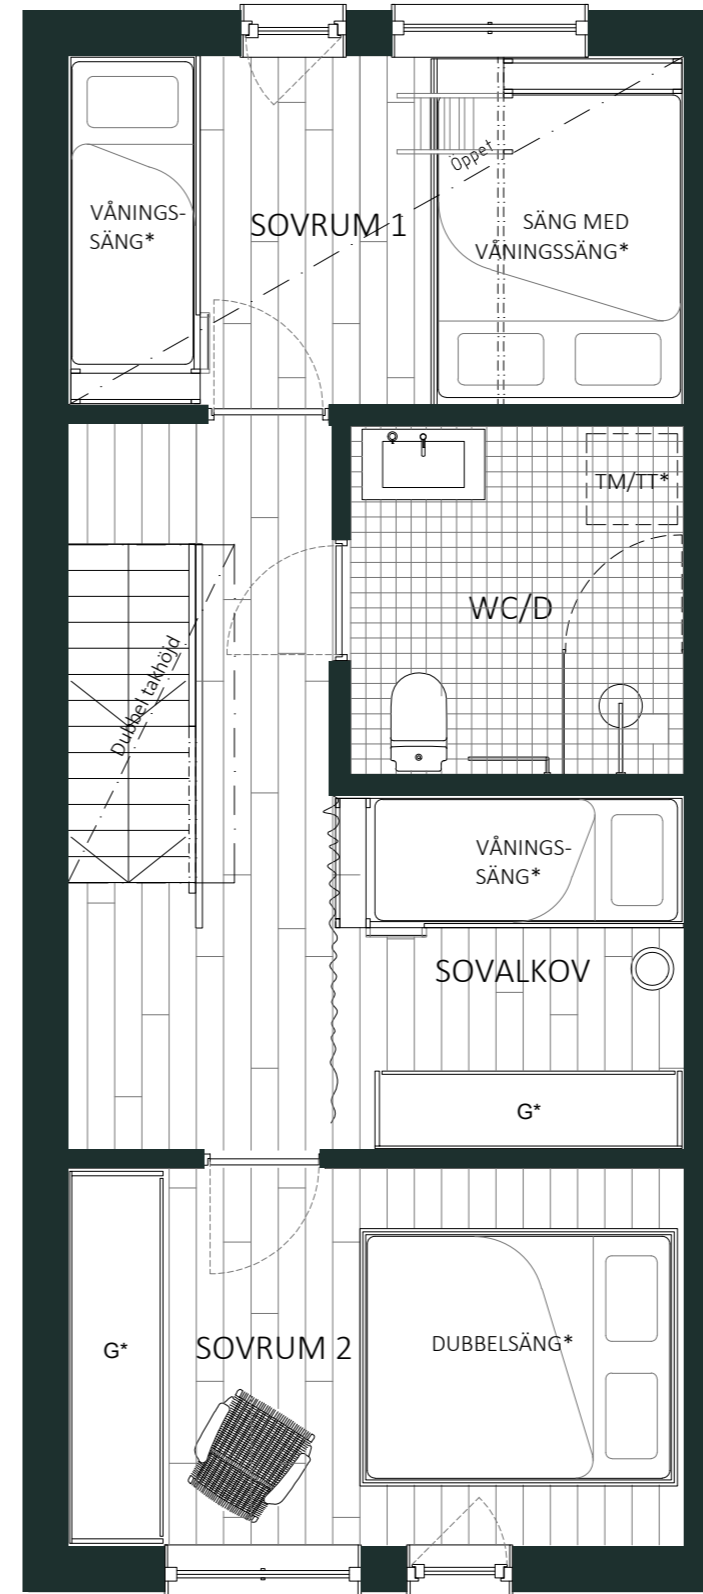 Öppet
VÅNINGS-
SÄNG*
SOVRUM 1
SÄNG MED
VÅNINGSSÄNG*
TM/TT*
WC/D
Dubbel takhöjd
VÅNINGS-
SÄNG*
SOVALKOV
G*
G*
SOVRUM 2
DUBBELSÄNG*